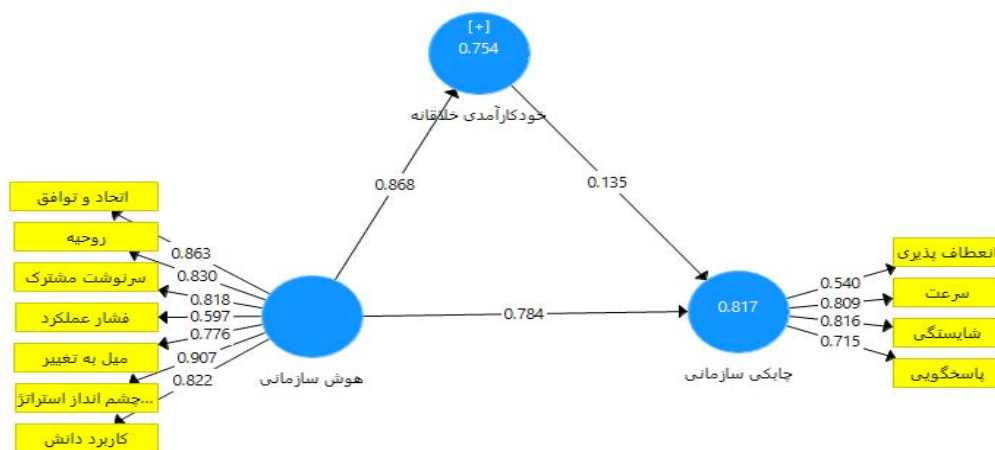 [+]
0.754
خودکارآمدی خلاقانه
0.868
0.135
اتحاد و توافق
روحیه
سرنوشت مشترک
فشار عملکرد
میل به تغییر
چشم انداز استراتژ...
کاربرد دانش
0.863
0.830
0.818
0.597
0.776
0.907
0.822
هوش سازمانی
0.784
0.817
چابکی سازمانی
0.540
0.809
0.816
0.715
انعطاف پذیری
سرعت
شایستگی
پاسخگویی